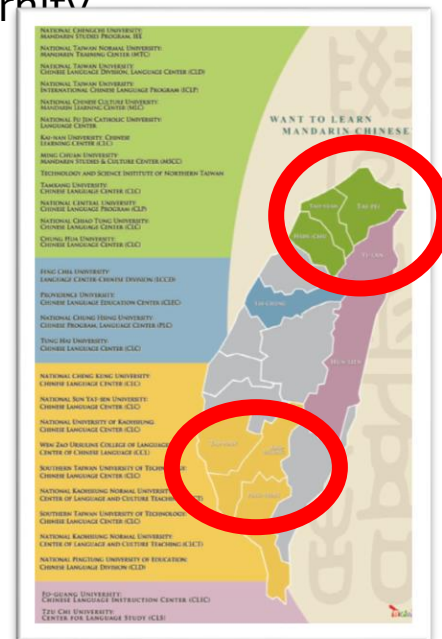 NATIONAL CHENGCHI UNIVERSITY:
MANDARIN STUDIES PROGRAM,
NATIONAL TAIWAN NORMAL UNIVERSITY:
MANDARIN TRAINING CENTER (MTC)
NATIONAL TAIWAN UNIVERSITY:
CHINESE LANGUAGE DIVISION, LANGUAGE CENTER (CLD)
NATIONAL TAIWAN UNIVERSITY:
INTERNATIONAL CHINESE LANGUAGE PROGRAM (ICLP)
NATIONAL CHINESE CULTURE UNIVERSITY
MANDARIN LEARNING CENTER (MLC)
NATIONAL FU JEN CATHOLIC UNIVERSITY:
LANGUAGE CENTER
KAI-NAN UNIVERSITY: CHINESE
LEARNING CENTER (CLC)
MING CHUAN UNIVERSITY:
MANDARIN STUDIES & CULTURE CENTER (MSCC)
TECHNOLOGY AND SCIENCE INSTITUTE OF NORTHERN TAIWAN
TAMKANG UNIVERSITY:
CHINESE LANGUAGE CENTER (CLC)
NATIONAL CENTRAL UNIVERSITY:
CHINESE LANGUAGE PROGRAM (CLP)
NATIONAL CHIAO TUNG UNIVERSITY:
CHINESE LANGUAGE CENTER (CLC)
CHUNG HUA UNIVERSITY:
CHINESE LANGUAGE CENTER (CLC)
WANT TO LEARN
MANDARIN CHINESE
TAI-PEI
YI-LAN
FENG CHIA UNIVERSITY:
LANGUAGE CENTER-CHINESE DIVISION (LCCD)
PROVIDENCE UNIVERSITY:
CHINESE LANGUAGE EDUCATION CENTER (CLEC)
NATIONAL CHUNG HSING UNIVERSITY:
CHINESE PROGRAM, LANGUAGE CENTER (PLC)
TUNG HAI UNIVERSITY:
CHINESE LANGUAGE CENTER (CLC)
TAI-CHUNG
HUA-LIEN
NATIONAL CHENG KUNG UNIVERSITY:
CHINESE LANGUAGE CENTER (CLC)
NATIONAL SUN YAT-SEN UNIVERSITY:
CHINESE LANGUAGE CENTER (CLC)
NATIONAL UNIVERSITY OF KAOHSIUNG:
CHINESE LANGUAGE CENTER (CLC)
WEN ZAO URSULINE COLLEGE OF LANGUAGE
CENTER OF CHINESE LANGUAGE (CCL)
SOUTHERN TAIWAN UNIVERSITY OF TECHNOLOGY:
CHINESE LANGUAGE CENTER (CLC)
NATIONAL KAOHSIUNG NORMAL UNIVERSITY
CENTER OF LANGUAGE AND CULTURE TEACHING
SOUTHERN TAIWAN UNIVERSITY OF TECHNOLOGY:
CHINESE LANGUAGE CENTER (CLC)
NATIONAL KAOHSIUNG NORMAL UNIVERSITY:
CENTER OF LANGUAGE AND CULTURE TEACHING (CLCT)
NATIONAL PINGTUNG UNIVERSITY OF EDUCATION:
CHINESE LANGUAGE DIVISION (CLD)
FO-GUANG UNIVERSITY:
CHINESE LANGUAGE INSTRUCTION CENTER (CLIC)
TZU CHI UNIVERSITY:
CENTER FOR LANGUAGE STUDY (CLS)